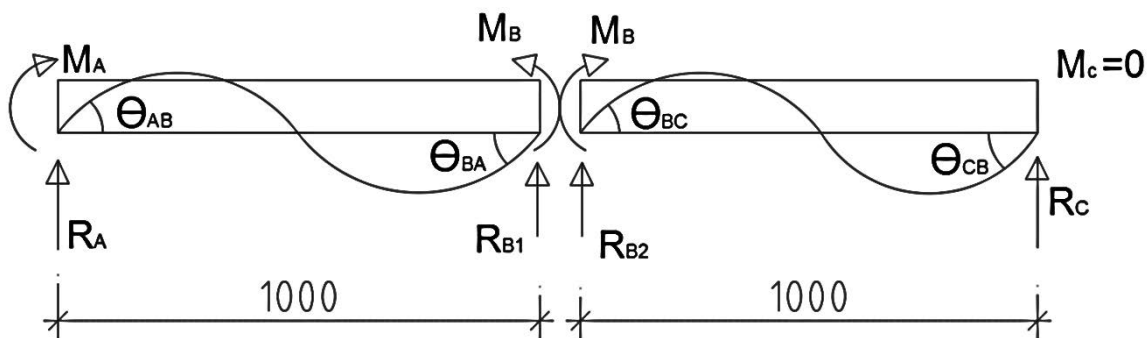 MA MB MB Mc=0
ΘAB ΘBA ΘBC ΘCB
RA RB1 RB2 RC
1000 1000